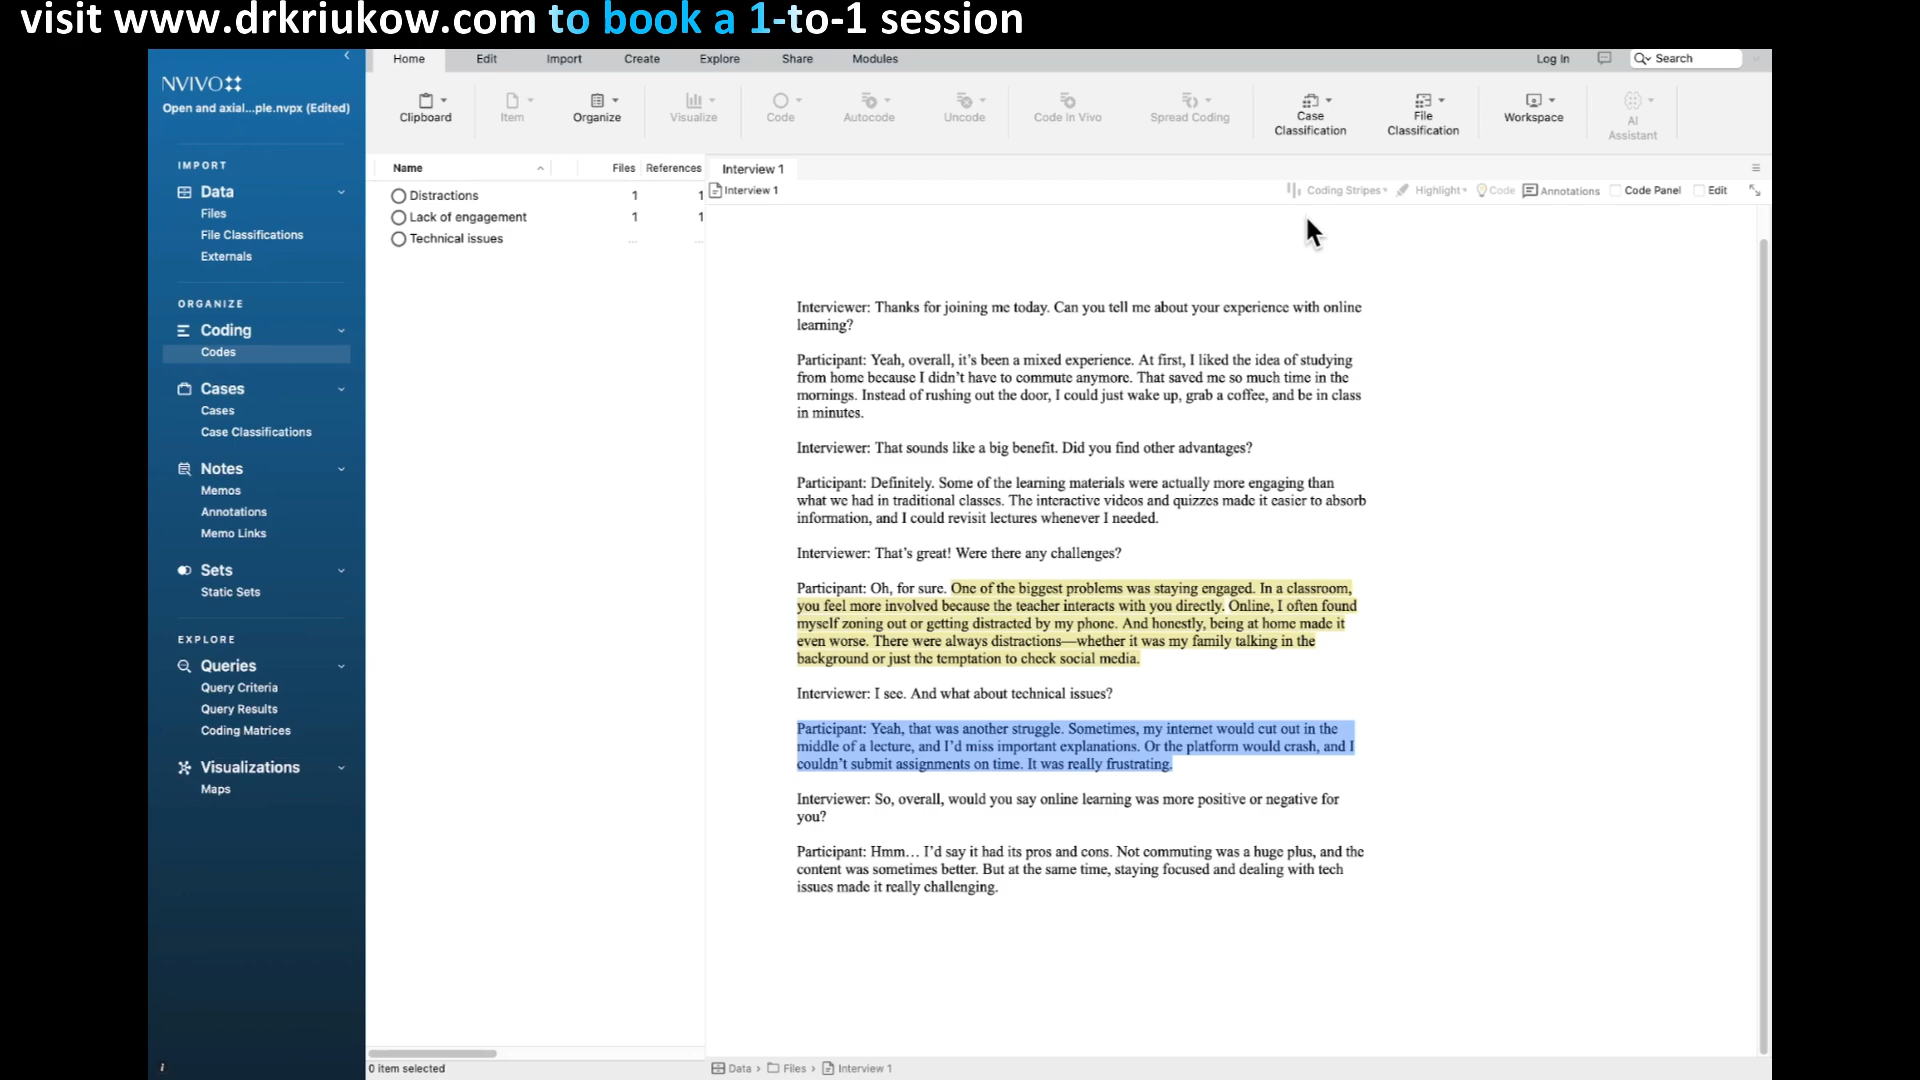 visit www.drkriukow.com to book a 1-to-1 session
NVIVO
Open and axial...ple.nvpx (Edited)
IMPORT
Data
Files
File Classifications
Externals
ORGANIZE
Coding
Codes
Cases
Cases
Case Classifications
Notes
Memos
Annotations
Memo Links
Sets
Static Sets
EXPLORE
Queries
Query Criteria
Query Results
Coding Matrices
Visualizations
Maps
Home Edit Import Create Explore Share Modules Log In Search
Clipboard Item Organize Visualize Code Autocode Uncode Code In Vivo Spread Coding Case Classification File Classification Workspace AI Assistant
Name Files References
Distractions 1 1
Lack of engagement 1 1
Technical issues ... ...
0 item selected
Interview 1
Interview 1 Coding Stripes Highlight Code Annotations Code Panel Edit
Interviewer: Thanks for joining me today. Can you tell me about your experience with online
learning?
Participant: Yeah, overall, it's been a mixed experience. At first, I liked the idea of studying
from home because I didn't have to commute anymore. That saved me so much time in the
mornings. Instead of rushing out the door, I could just wake up, grab a coffee, and be in class
in minutes.
Interviewer: That sounds like a big benefit. Did you find other advantages?
Participant: Definitely. Some of the learning materials were actually more engaging than
what we had in traditional classes. The interactive videos and quizzes made it easier to absorb
information, and I could revisit lectures whenever I needed.
Interviewer: That's great! Were there any challenges?
Participant: Oh, for sure. One of the biggest problems was staying engaged. In a classroom,
you feel more involved because the teacher interacts with you directly. Online, I often found
myself zoning out or getting distracted by my phone. And honestly, being at home made it
even worse. There were always distractions—whether it was my family talking in the
background or just the temptation to check social media.
Interviewer: I see. And what about technical issues?
Participant: Yeah, that was another struggle. Sometimes, my internet would cut out in the
middle of a lecture, and I'd miss important explanations. Or the platform would crash, and I
couldn't submit assignments on time. It was really frustrating.
Interviewer: So, overall, would you say online learning was more positive or negative for
you?
Participant: Hmm… I'd say it had its pros and cons. Not commuting was a huge plus, and the
content was sometimes better. But at the same time, staying focused and dealing with tech
issues made it really challenging.
Data › Files › Interview 1